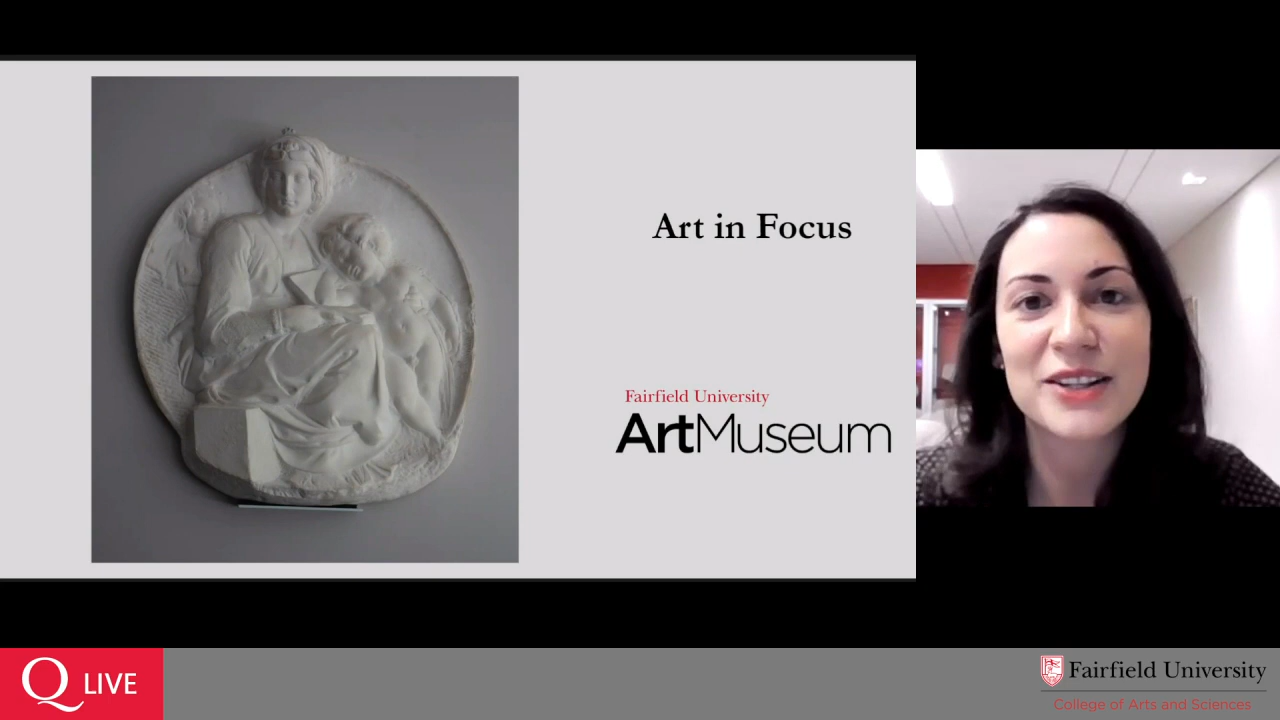 Art in Focus
Fairfield University
ArtMuseum
Q LIVE
Fairfield University
College of Arts and Sciences